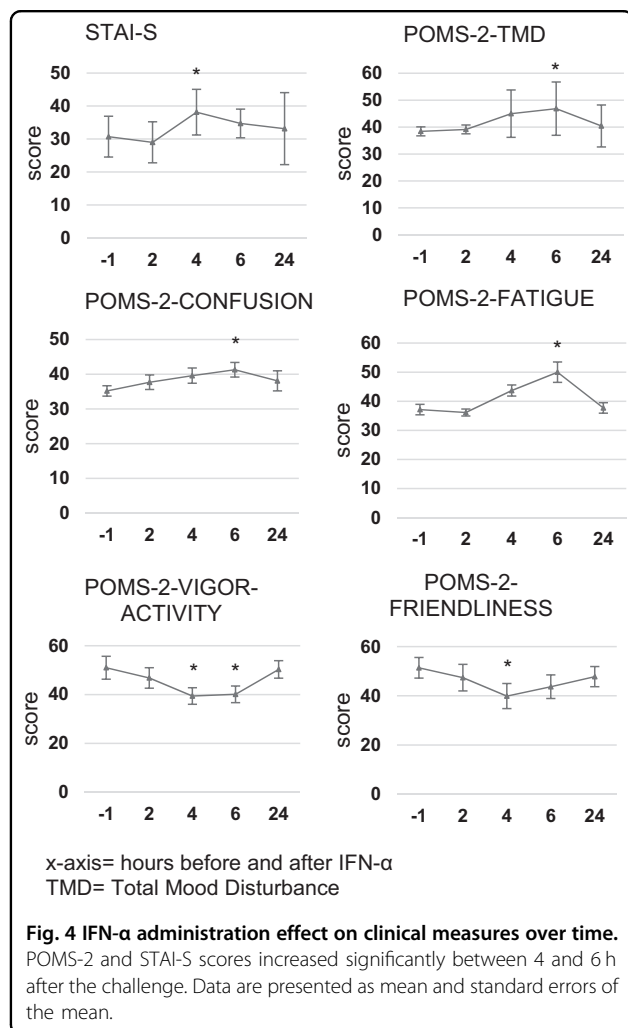 STAI-S
score
50
40
30
20
10
0
*
-1 2 4 6 24
POMS-2-TMD
score
60
50
40
30
20
10
0
*
-1 2 4 6 24
POMS-2-CONFUSION
score
50
40
30
20
10
0
*
-1 2 4 6 24
POMS-2-FATIGUE
score
60
50
40
30
20
10
0
*
-1 2 4 6 24
POMS-2-VIGOR-
ACTIVITY
score
60
40
20
0
* *
-1 2 4 6 24
POMS-2-
FRIENDLINESS
score
60
40
20
0
*
-1 2 4 6 24
x-axis= hours before and after IFN-α
TMD= Total Mood Disturbance
Fig. 4 IFN-α administration effect on clinical measures over time.
POMS-2 and STAI-S scores increased significantly between 4 and 6 h
after the challenge. Data are presented as mean and standard errors of
the mean.